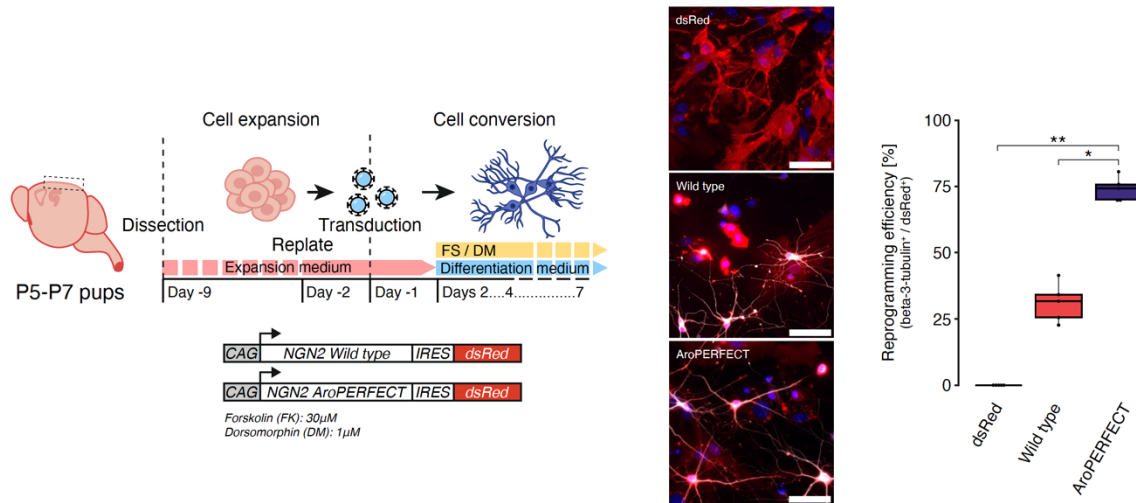 Cell expansion
Cell conversion
Dissection
Transduction
Replate
FS / DM
Expansion medium
Differentiation medium
P5-P7 pups
Day -9
Day -2
Day -1
Days 2....4..............7
CAG NGN2 Wild type IRES dsRed
CAG NGN2 AroPERFECT IRES dsRed
Forskolin (FK): 30µM
Dorsomorphin (DM): 1µM
dsRed
Wild type
AroPERFECT
Reprogramming efficiency [%]
(beta-3-tubulin⁺ / dsRed⁺)
100
75
50
25
0
**
*
dsRed
Wild type
AroPERFECT